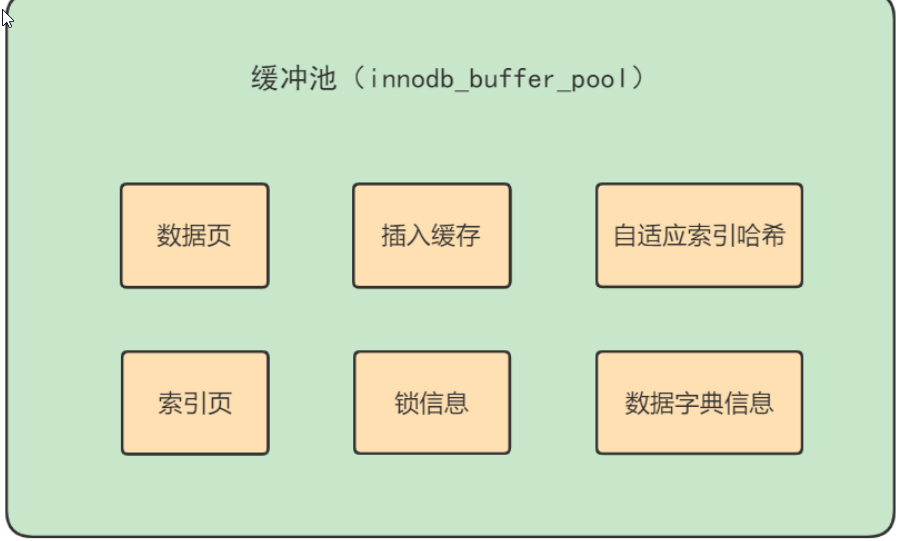 缓冲池（innodb_buffer_pool）
数据页
插入缓存
自适应索引哈希
索引页
锁信息
数据字典信息